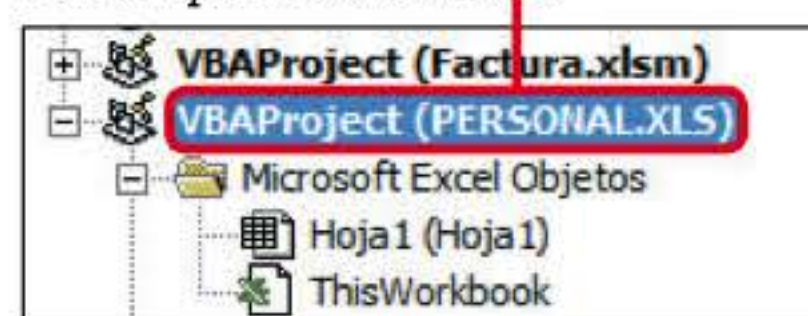 VBAProject (Factura.xlsm)
VBAProject (PERSONAL.XLS)
Microsoft Excel Objetos
Hoja1 (Hoja1)
ThisWorkbook